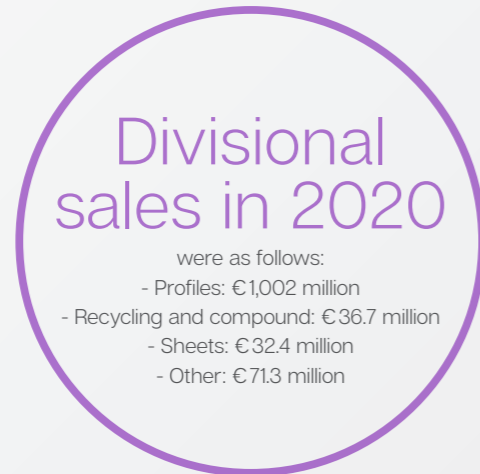 Divisional
sales in 2020
were as follows:
- Profiles: €1,002 million
- Recycling and compound: €36.7 million
- Sheets: €32.4 million
- Other: €71.3 million